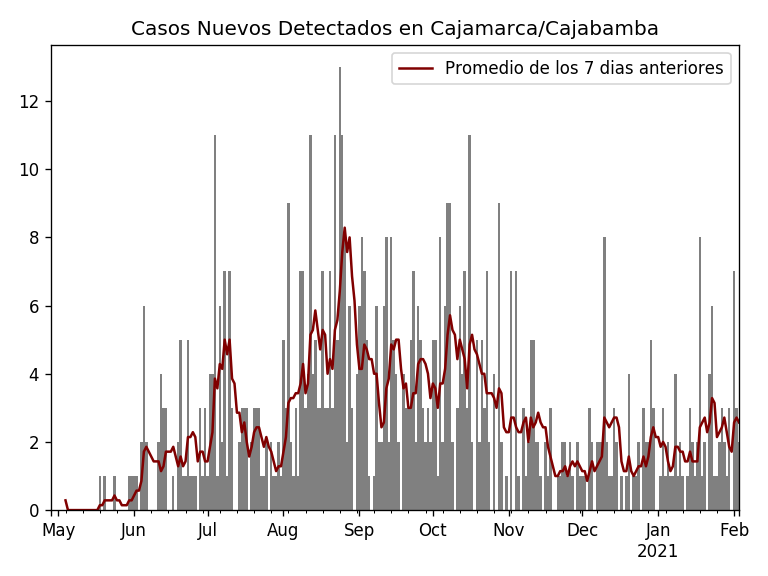 Casos Nuevos Detectados en Cajamarca/Cajabamba
Promedio de los 7 dias anteriores
12
10
8
6
4
2
0
May Jun Jul Aug Sep Oct Nov Dec Jan Feb
2021